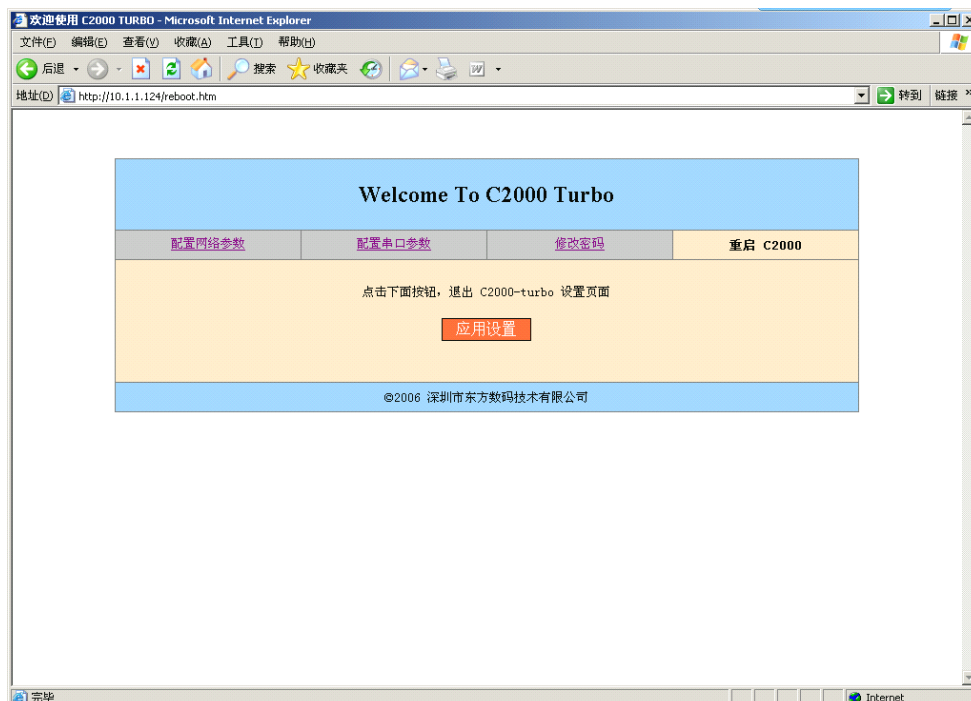 欢迎使用 C2000 TURBO - Microsoft Internet Explorer
文件(F) 编辑(E) 查看(V) 收藏(A) 工具(T) 帮助(H)
后退 搜索 收藏夹 W
地址(D) http://10.1.1.124/reboot.htm 转到 链接 »
Welcome To C2000 Turbo
配置网络参数 配置串口参数 修改密码 重启 C2000
点击下面按钮，退出 C2000-turbo 设置页面
应用设置
©2006 深圳市东方数码技术有限公司
完毕 Internet